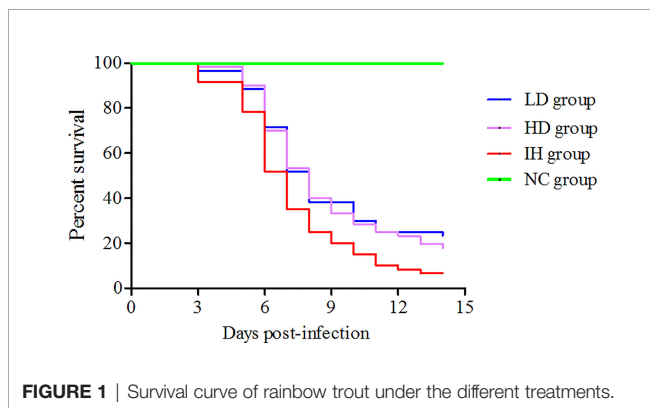 100
80
60
40
20
0
Percent survival
0 3 6 9 12 15
Days post-infection
LD group
HD group
IH group
NC group
FIGURE 1 | Survival curve of rainbow trout under the different treatments.